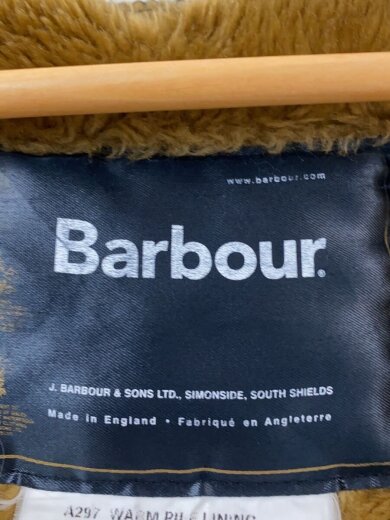 www.barbour.com
Barbour®
J. BARBOUR & SONS LTD., SIMONSIDE, SOUTH SHIELDS
Made in England • Fabriqué en Angleterre
A297 WARM PILE LINING